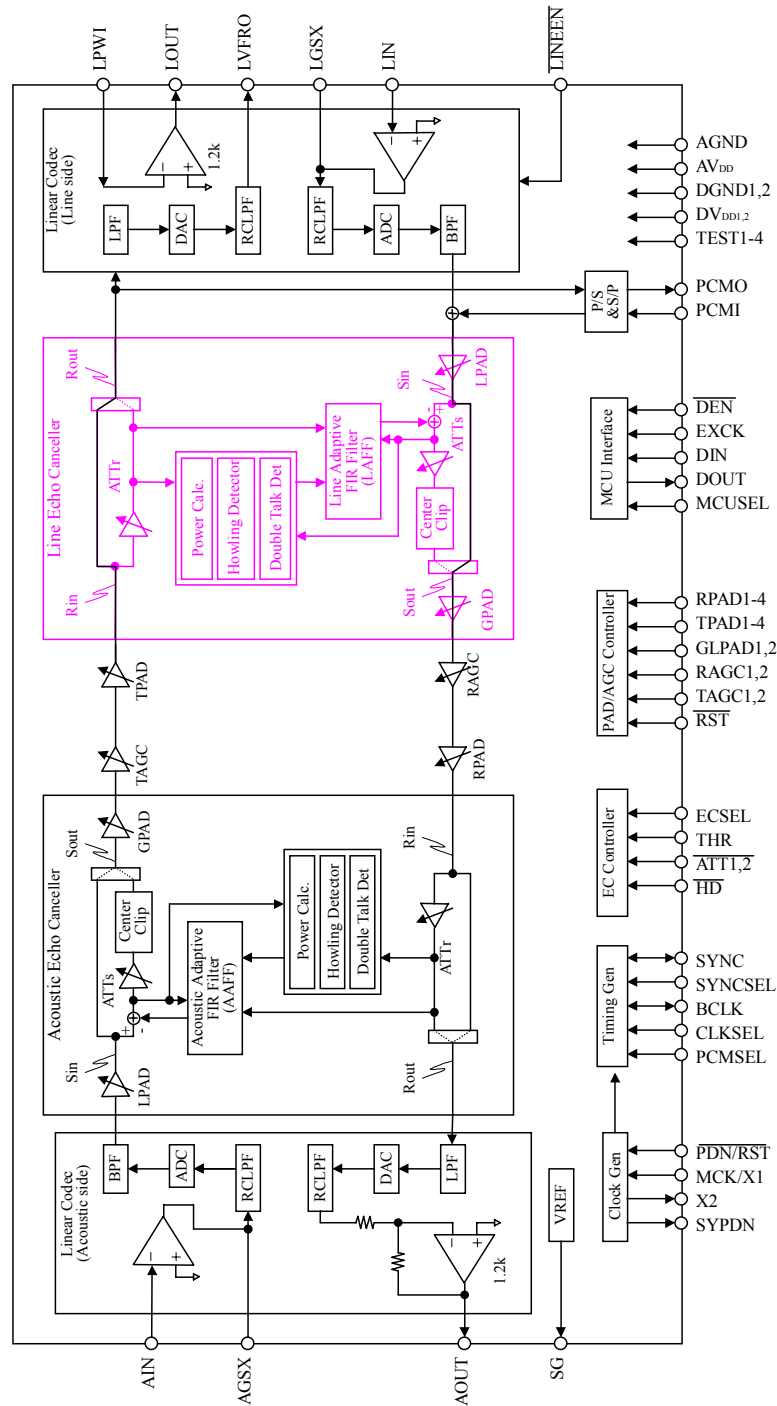 LPWI
LOUT
LVFRO
LGSX
LIN
LINEEN
Linear Codec
(Line side)
LPF
DAC
RCLPF
1.2k
−
+
RCLPF
ADC
BPF
−
+
AGND
AVDD
DGND1,2
DVDD1,2
TEST1-4
PCMO
PCMI
P/S
&S/P
Line Echo Canceller
Rout
ATTr
Rin
Power Calc.
Howling Detector
Double Talk Det
Line Adaptive
FIR Filter
(LAFF)
LPAD
Sin
-
+
ATTs
Center
Clip
Sout
GPAD
MCU Interface
DEN
EXCK
DIN
DOUT
MCUSEL
TPAD
TAGC
RAGC
RPAD
PAD/AGC Controller
RPAD1-4
TPAD1-4
GLPAD1,2
RAGC1,2
TAGC1,2
RST
Acoustic Echo Canceller
GPAD
Sout
Center
Clip
ATTs
+
-
Sin
LPAD
Acoustic Adaptive
FIR Filter
(AAFF)
Power Calc.
Howling Detector
Double Talk Det
Rin
ATTr
Rout
EC Controller
ECSEL
THR
ATT1,2
HD
Timing Gen
SYNC
SYNCSEL
BCLK
CLKSEL
PCMSEL
Linear Codec
(Acoustic side)
BPF
ADC
RCLPF
−
+
RCLPF
DAC
LPF
−
+
1.2k
VREF
Clock Gen
PDN/RST
MCK/X1
X2
SYPDN
AIN
AGSX
AOUT
SG